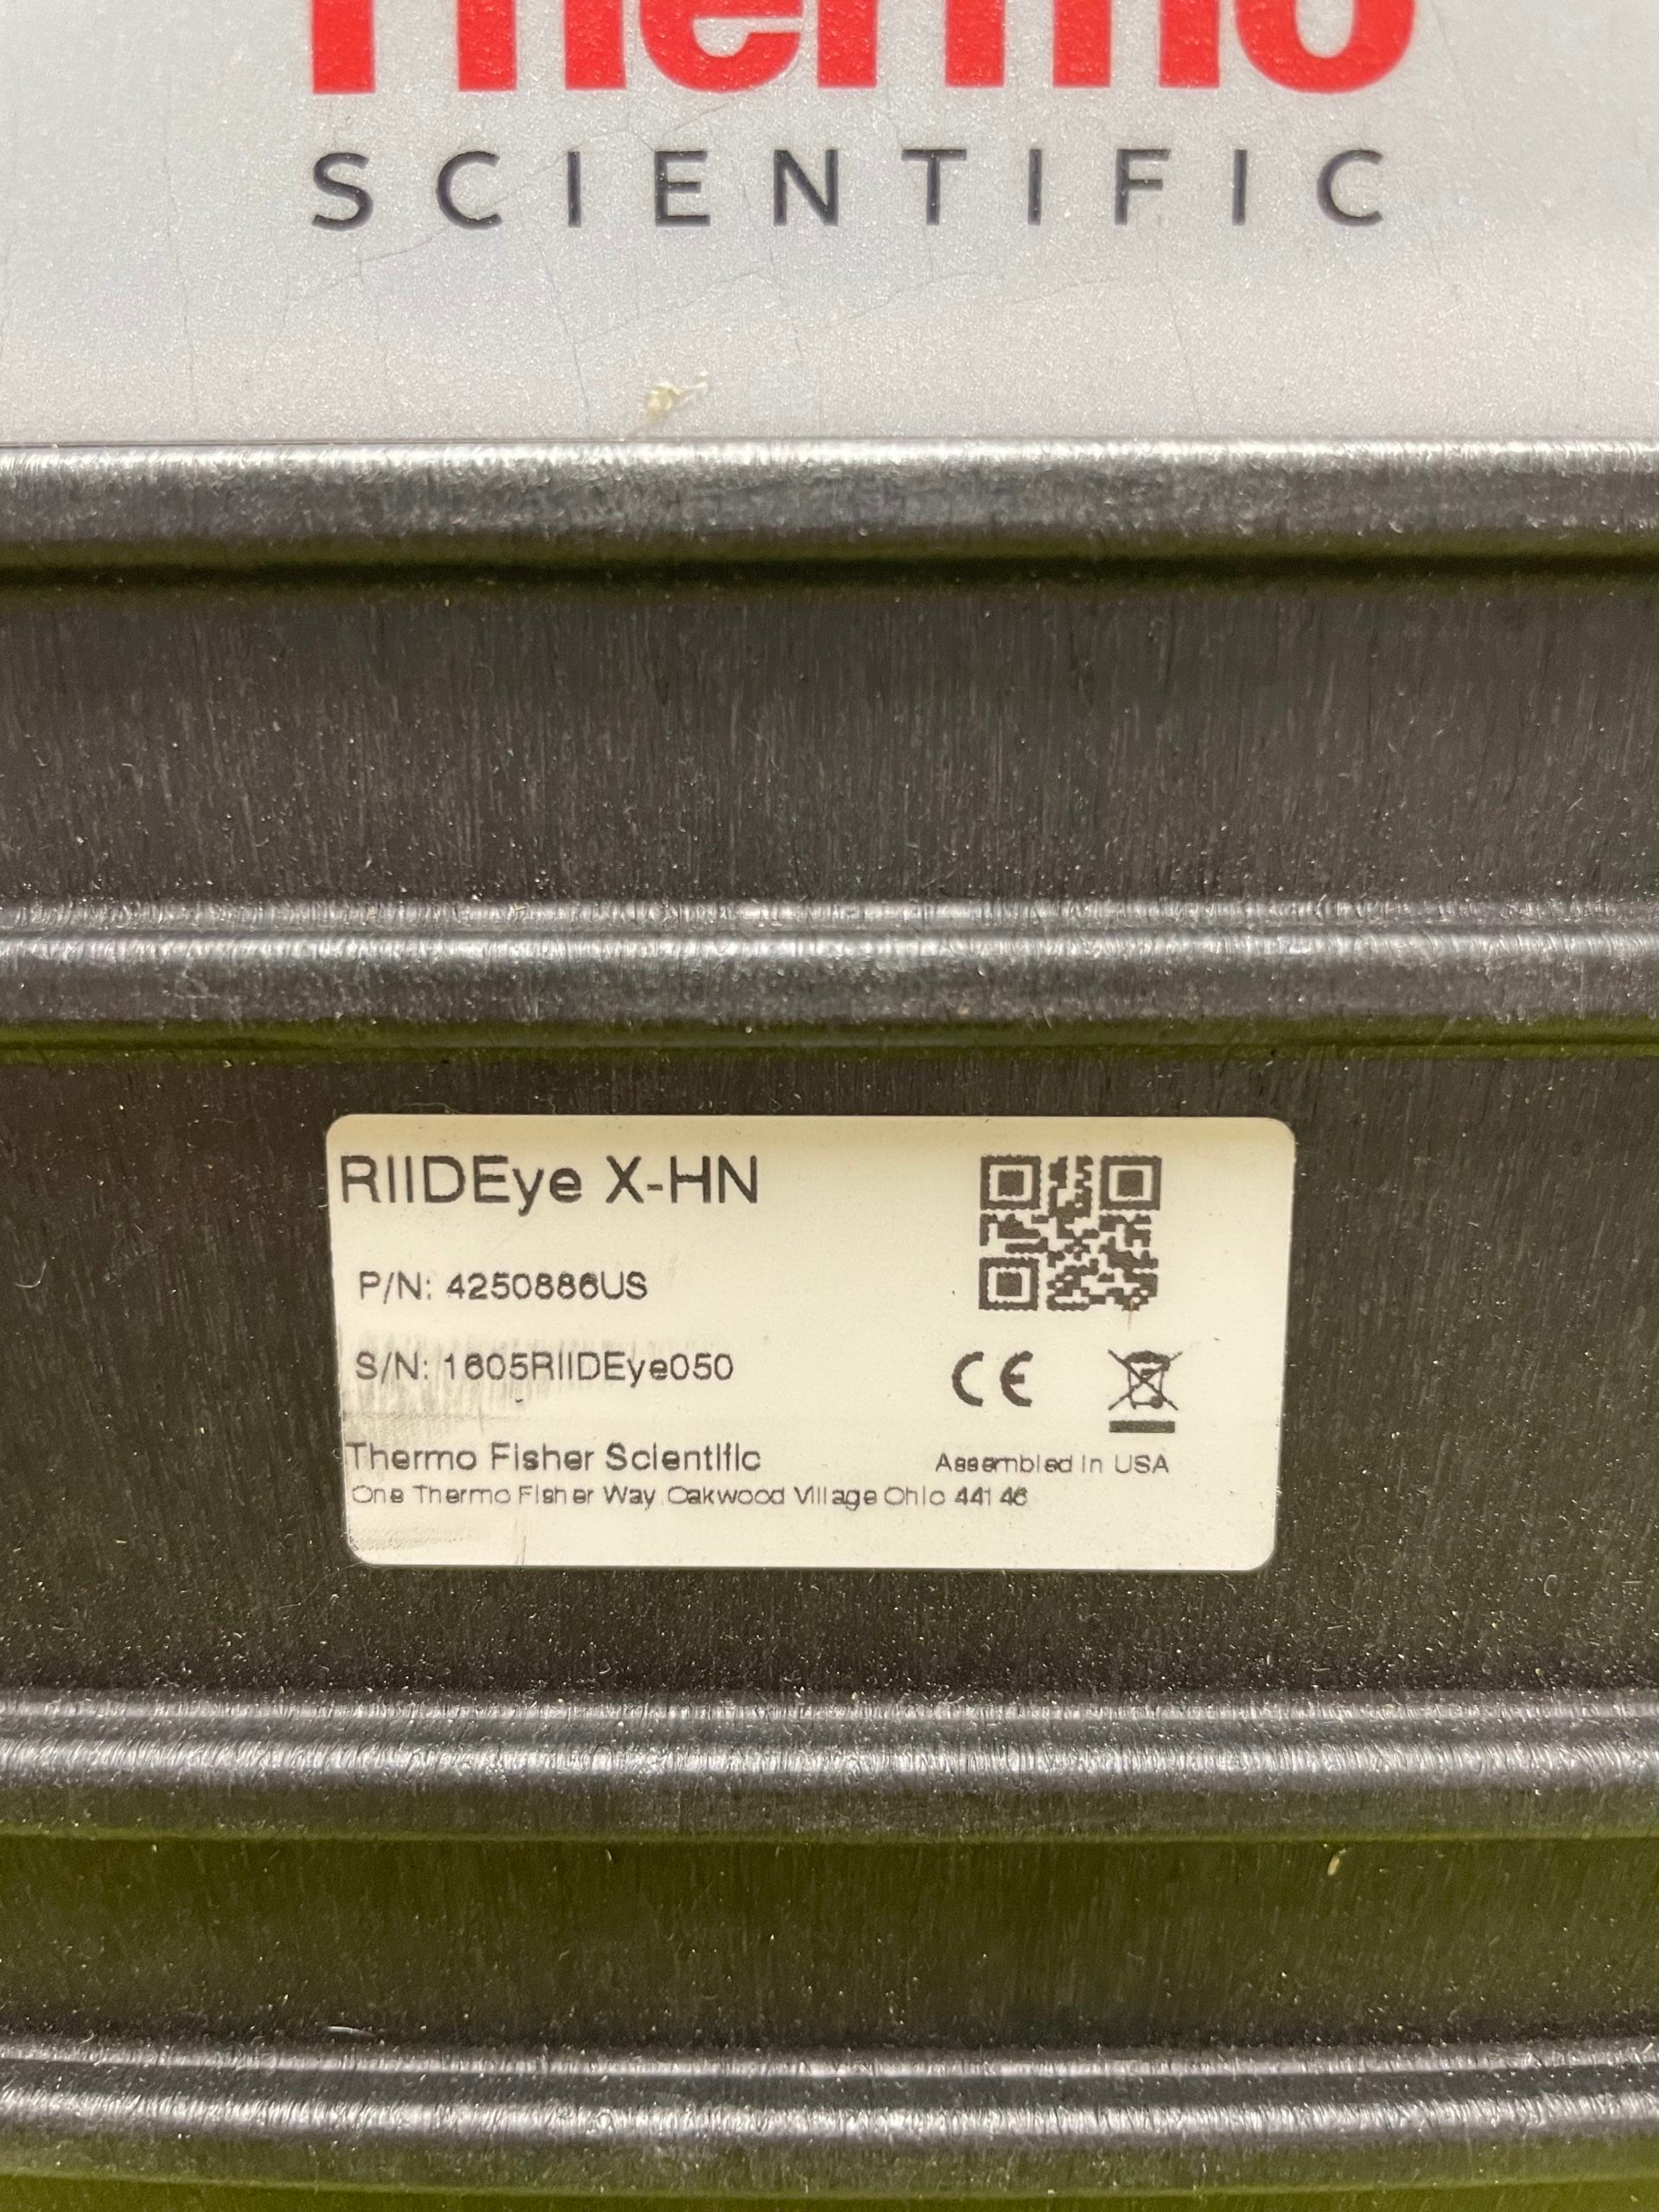 Thermo
SCIENTIFIC
RIIDEye X-HN
P/N: 4250886US
S/N: 1605RIIDEye050
CE
Thermo Fisher Scientific
Assembled in USA
One Thermo Fisher Way Oakwood Village Ohio 44146